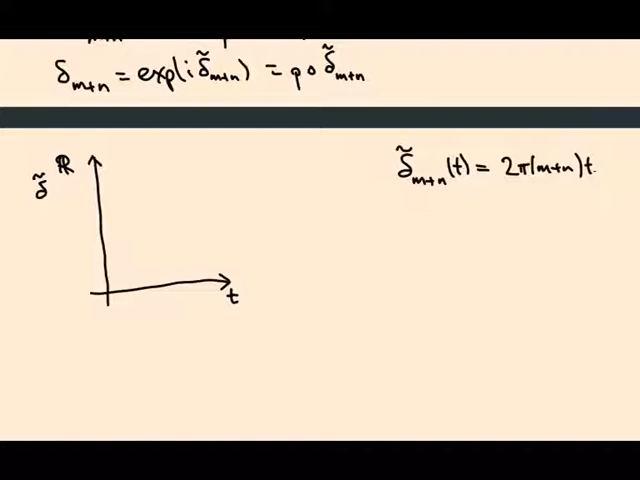 δ_{m+n} = exp(i δ̃_{m+n}) = p∘δ̃_{m+n}
ℝ
δ̃
δ̃_{m+n}(t) = 2π(m+n)t
t